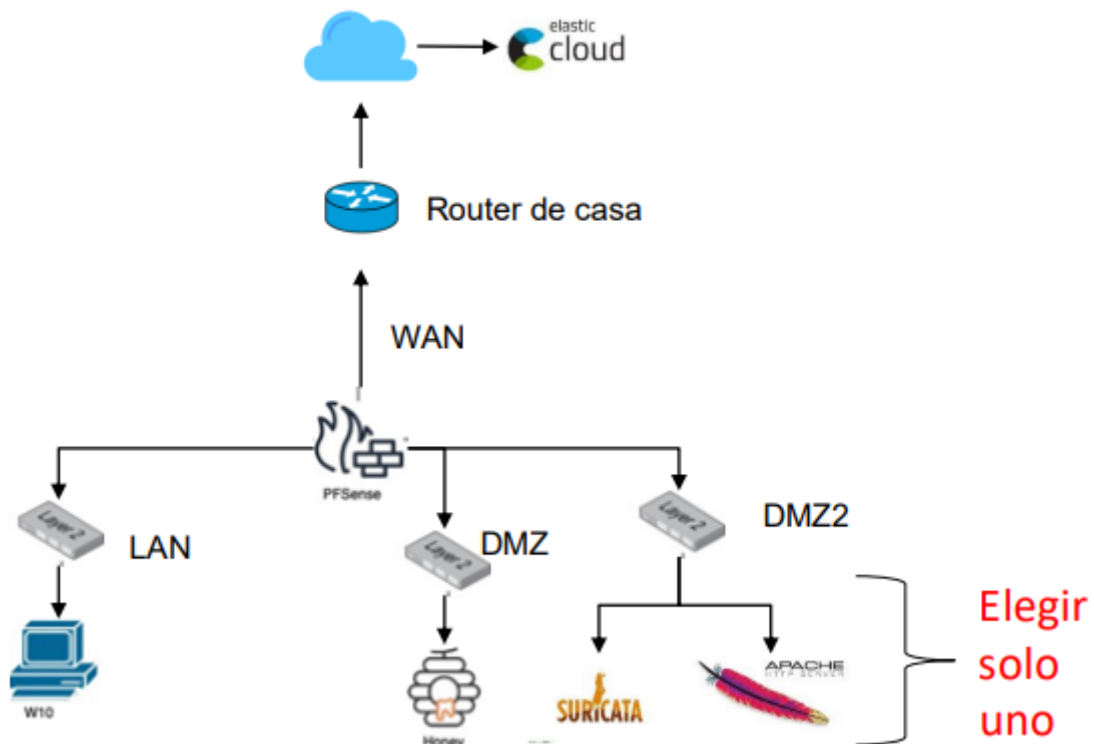 elastic
cloud
Router de casa
WAN
PFSense
Layer 2
LAN
Layer 2
DMZ
Layer 2
DMZ2
W10
Honey
SURICATA
APACHE
HTTP SERVER
Elegir
solo
uno